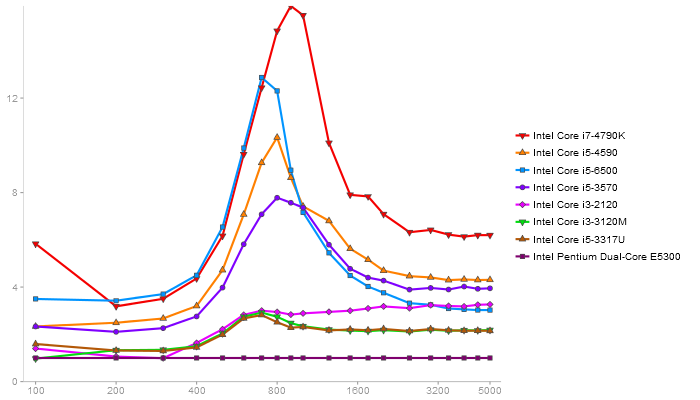 12
8
4
0
100 200 400 800 1600 3200 5000
Intel Core i7-4790K
Intel Core i5-4590
Intel Core i5-6500
Intel Core i5-3570
Intel Core i3-2120
Intel Core i3-3120M
Intel Core i5-3317U
Intel Pentium Dual-Core E5300